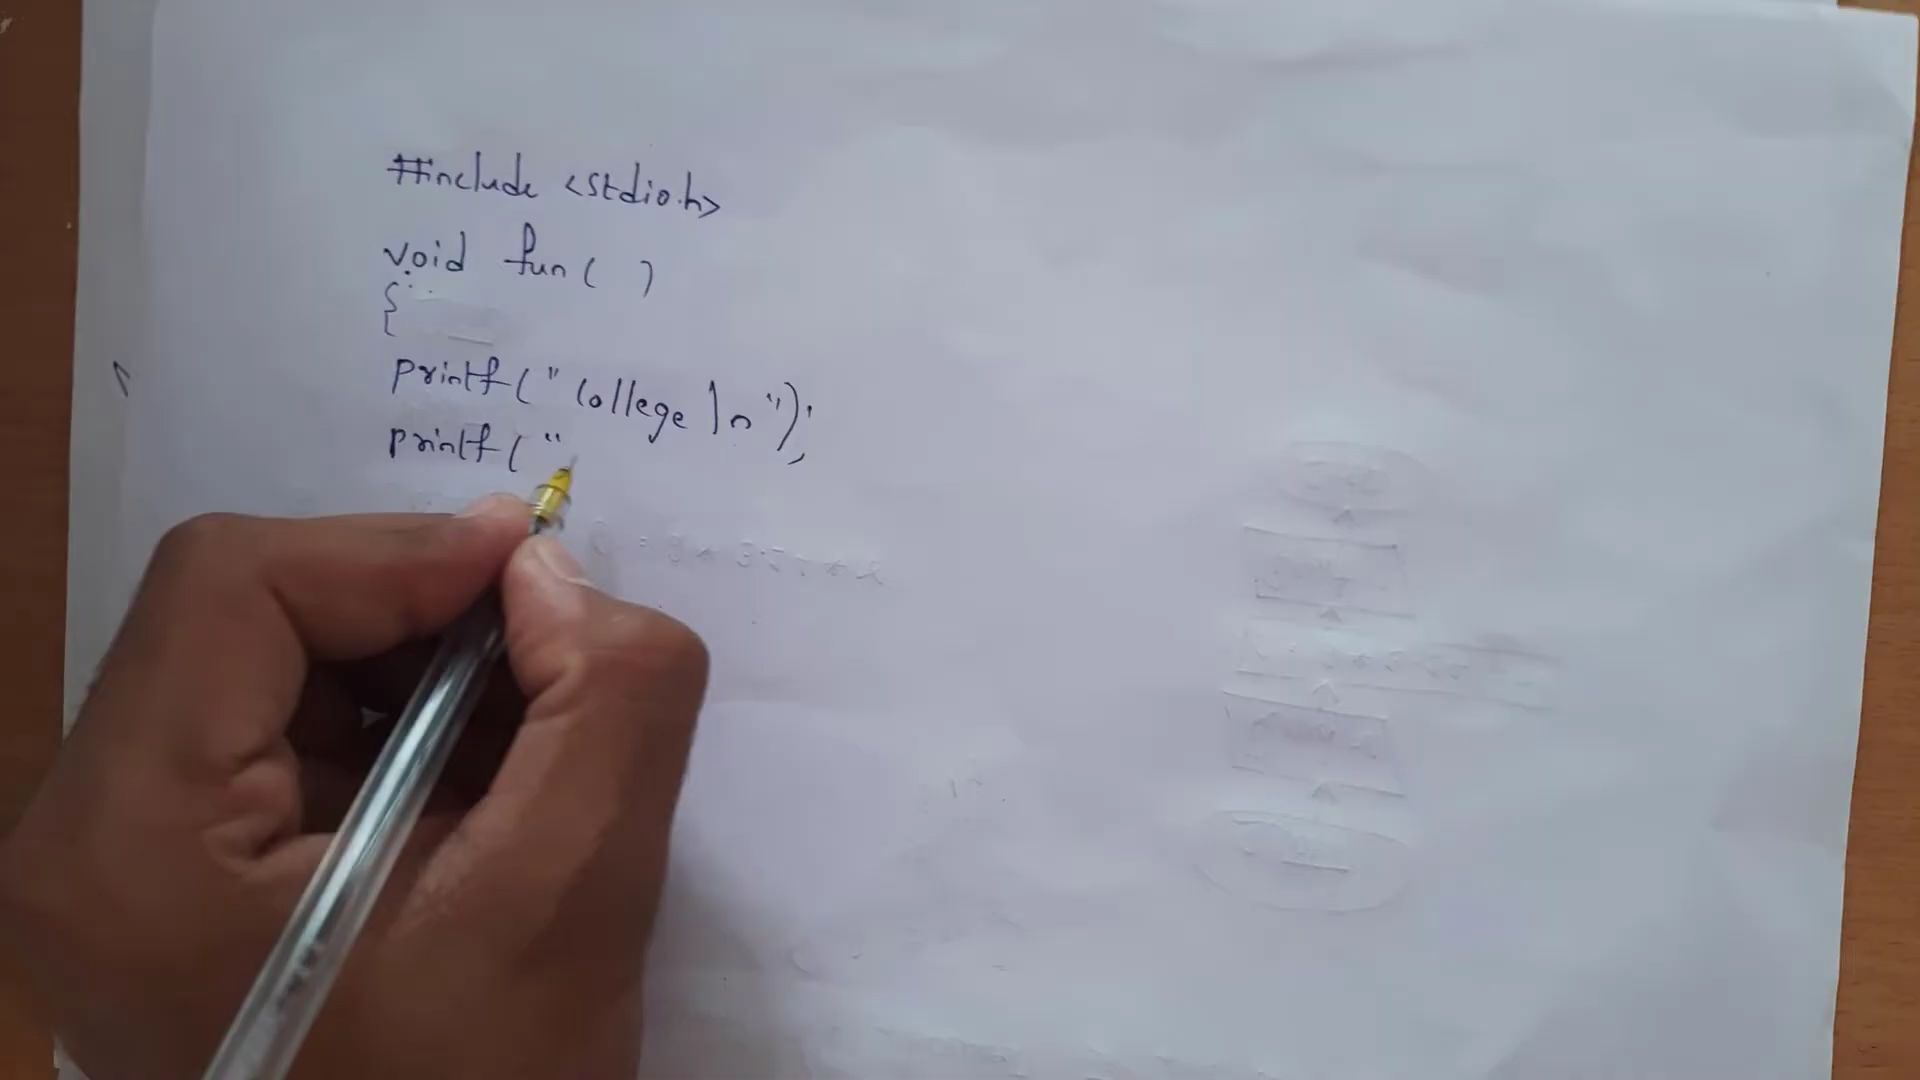 #include <stdio.h>
void fun( )
{
printf("College \n");
printf("